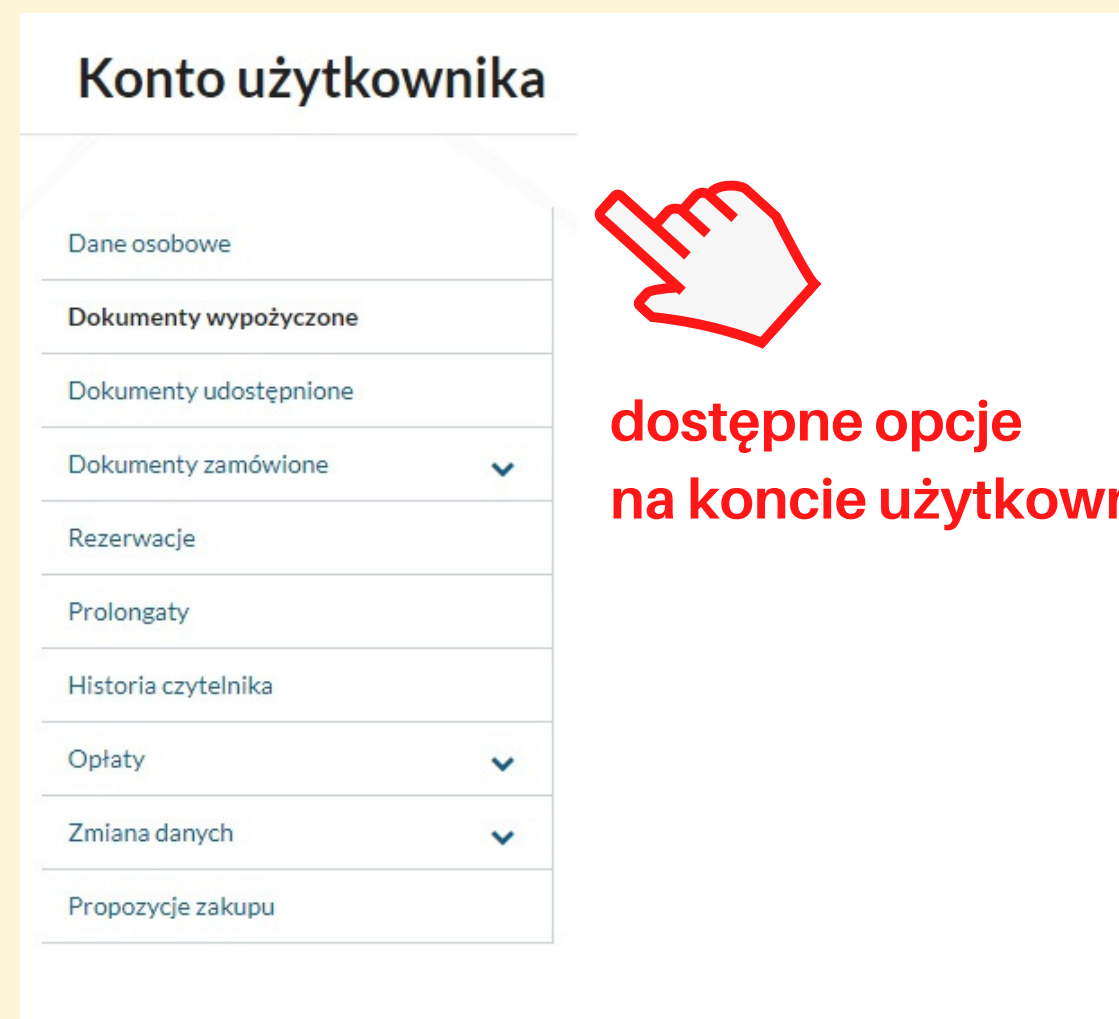 Konto użytkownika
Dane osobowe
Dokumenty wypożyczone
Dokumenty udostępnione
Dokumenty zamówione
Rezerwacje
Prolongaty
Historia czytelnika
Opłaty
Zmiana danych
Propozycje zakupu
dostępne opcje
na koncie